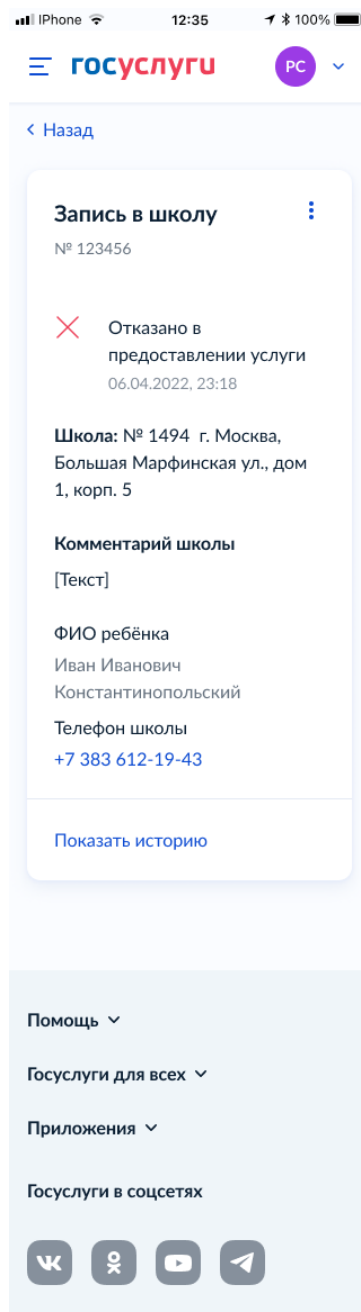 IPhone 12:35 100%
госуслуги РС
Назад
Запись в школу
№ 123456
Отказано в
предоставлении услуги
06.04.2022, 23:18
Школа: № 1494 г. Москва,
Большая Марфинская ул., дом
1, корп. 5
Комментарий школы
[Текст]
ФИО ребёнка
Иван Иванович
Константинопольский
Телефон школы
+7 383 612-19-43
Показать историю
Помощь
Госуслуги для всех
Приложения
Госуслуги в соцсетях